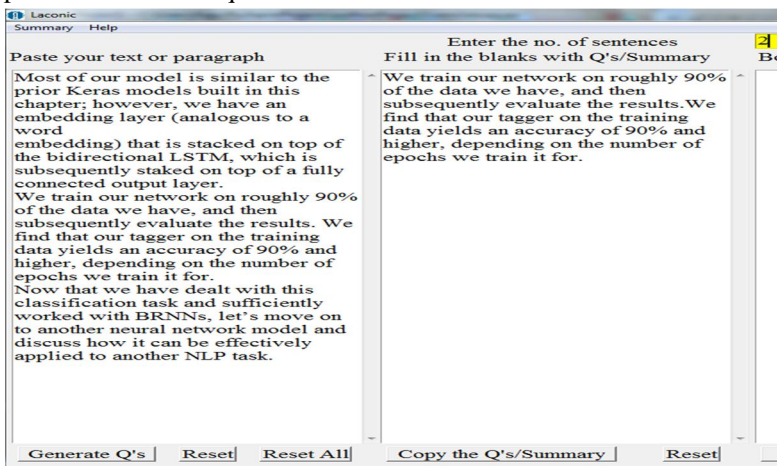 Laconic
Summary Help
Enter the no. of sentences
2
Paste your text or paragraph
Fill in the blanks with Q's/Summary
Most of our model is similar to the
prior Keras models built in this
chapter; however, we have an
embedding layer (analogous to a
word
embedding) that is stacked on top of
the bidirectional LSTM, which is
subsequently staked on top of a fully
connected output layer.
We train our network on roughly 90%
of the data we have, and then
subsequently evaluate the results. We
find that our tagger on the training
data yields an accuracy of 90% and
higher, depending on the number of
epochs we train it for.
Now that we have dealt with this
classification task and sufficiently
worked with BRNNs, let's move on
to another neural network model and
discuss how it can be effectively
applied to another NLP task.
We train our network on roughly 90%
of the data we have, and then
subsequently evaluate the results.We
find that our tagger on the training
data yields an accuracy of 90% and
higher, depending on the number of
epochs we train it for.
Generate Q's Reset Reset All
Copy the Q's/Summary Reset